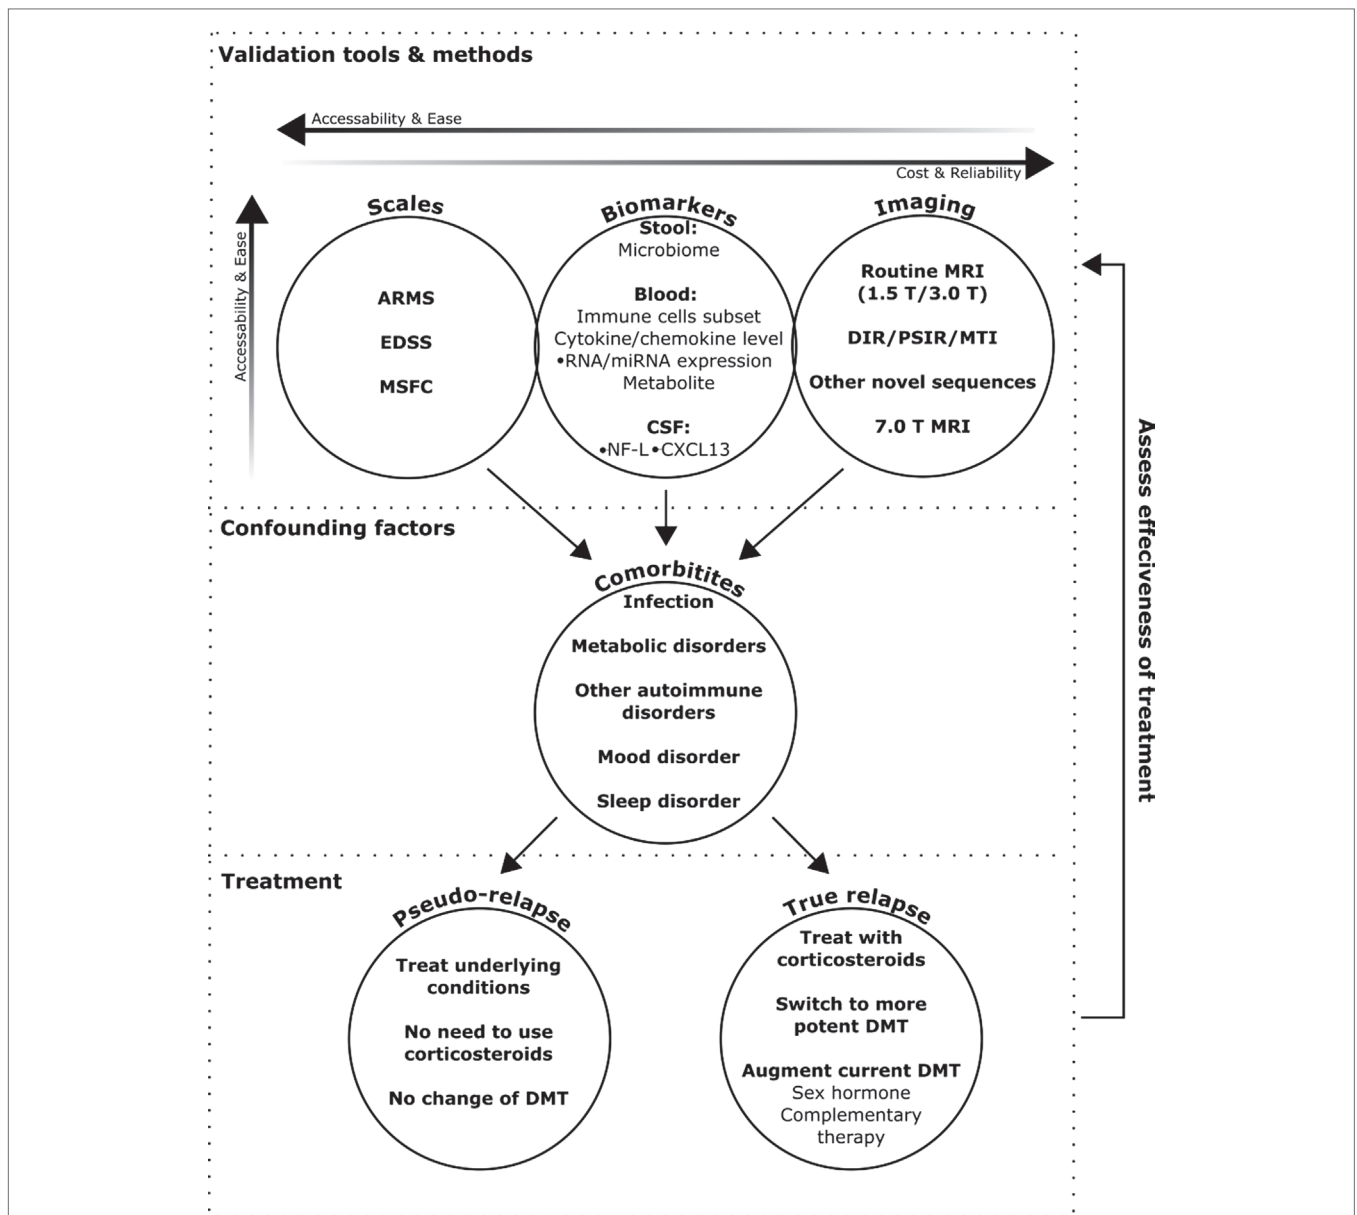 Validation tools & methods
Accessability & Ease
Cost & Reliability
Accessability & Ease
Scales
ARMS
EDSS
MSFC
Biomarkers
Stool:
Microbiome
Blood:
Immune cells subset
Cytokine/chemokine level
•RNA/miRNA expression
Metabolite
CSF:
•NF-L•CXCL13
Imaging
Routine MRI
(1.5 T/3.0 T)
DIR/PSIR/MTI
Other novel sequences
7.0 T MRI
Assess effeciveness of treatment
Confounding factors
Comorbitites
Infection
Metabolic disorders
Other autoimmune
disorders
Mood disorder
Sleep disorder
Treatment
Pseudo-relapse
Treat underlying
conditions
No need to use
corticosteroids
No change of DMT
True relapse
Treat with
corticosteroids
Switch to more
potent DMT
Augment current DMT
Sex hormone
Complementary
therapy